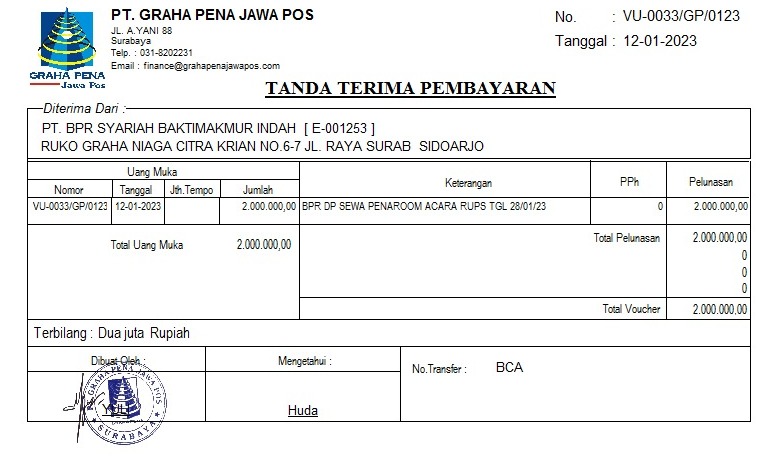 PT. GRAHA PENA JAWA POS
JL. A.YANI 88
Surabaya
Telp. : 031-8202231
Email : finance@grahapenajawapos.com
GRAHA PENA
Jawa Pos
No. : VU-0033/GP/0123
Tanggal : 12-01-2023
TANDA TERIMA PEMBAYARAN
Diterima Dari :
PT. BPR SYARIAH BAKTIMAKMUR INDAH [ E-001253 ]
RUKO GRAHA NIAGA CITRA KRIAN NO.6-7 JL. RAYA SURAB SIDOARJO
Uang Muka Keterangan PPh Pelunasan
Nomor Tanggal Jth.Tempo Jumlah
VU-0033/GP/0123 12-01-2023 2.000.000,00 BPR DP SEWA PENAROOM ACARA RUPS TGL 28/01/23 0 2.000.000,00
Total Uang Muka 2.000.000,00 Total Pelunasan 2.000.000,00
0
0
0
Total Voucher 2.000.000,00
Terbilang : Dua juta Rupiah
Dibuat Oleh : Mengetahui : No.Transfer : BCA
GRAHA PENA JAWA POS
YULI
SURABAYA
Huda